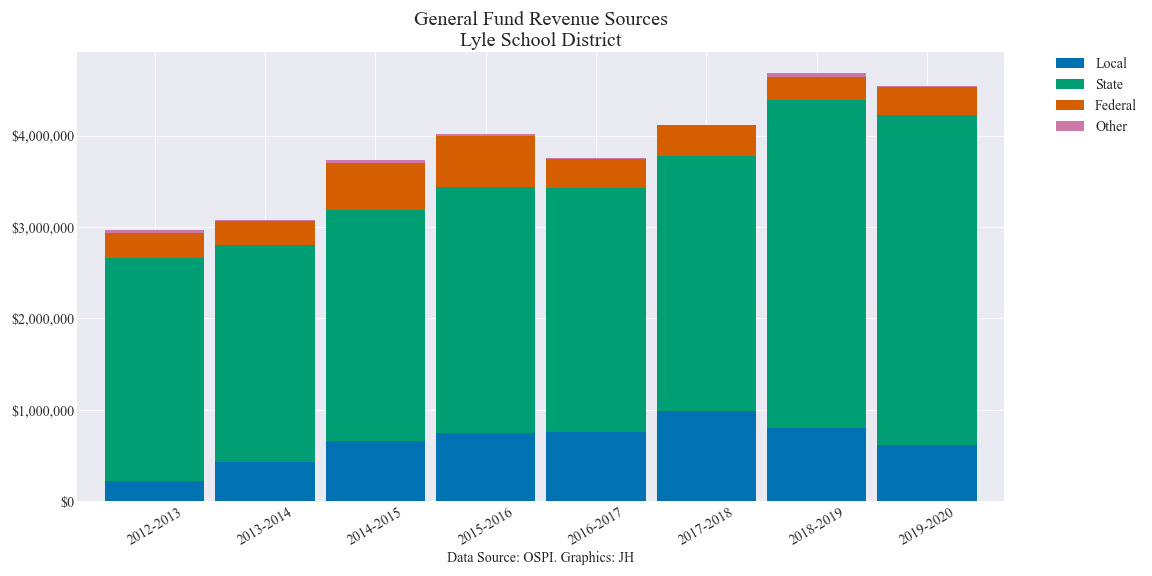 General Fund Revenue Sources
Lyle School District
Local
State
Federal
Other
$4,000,000
$3,000,000
$2,000,000
$1,000,000
$0
2012-2013
2013-2014
2014-2015
2015-2016
2016-2017
2017-2018
2018-2019
2019-2020
Data Source: OSPI. Graphics: JH